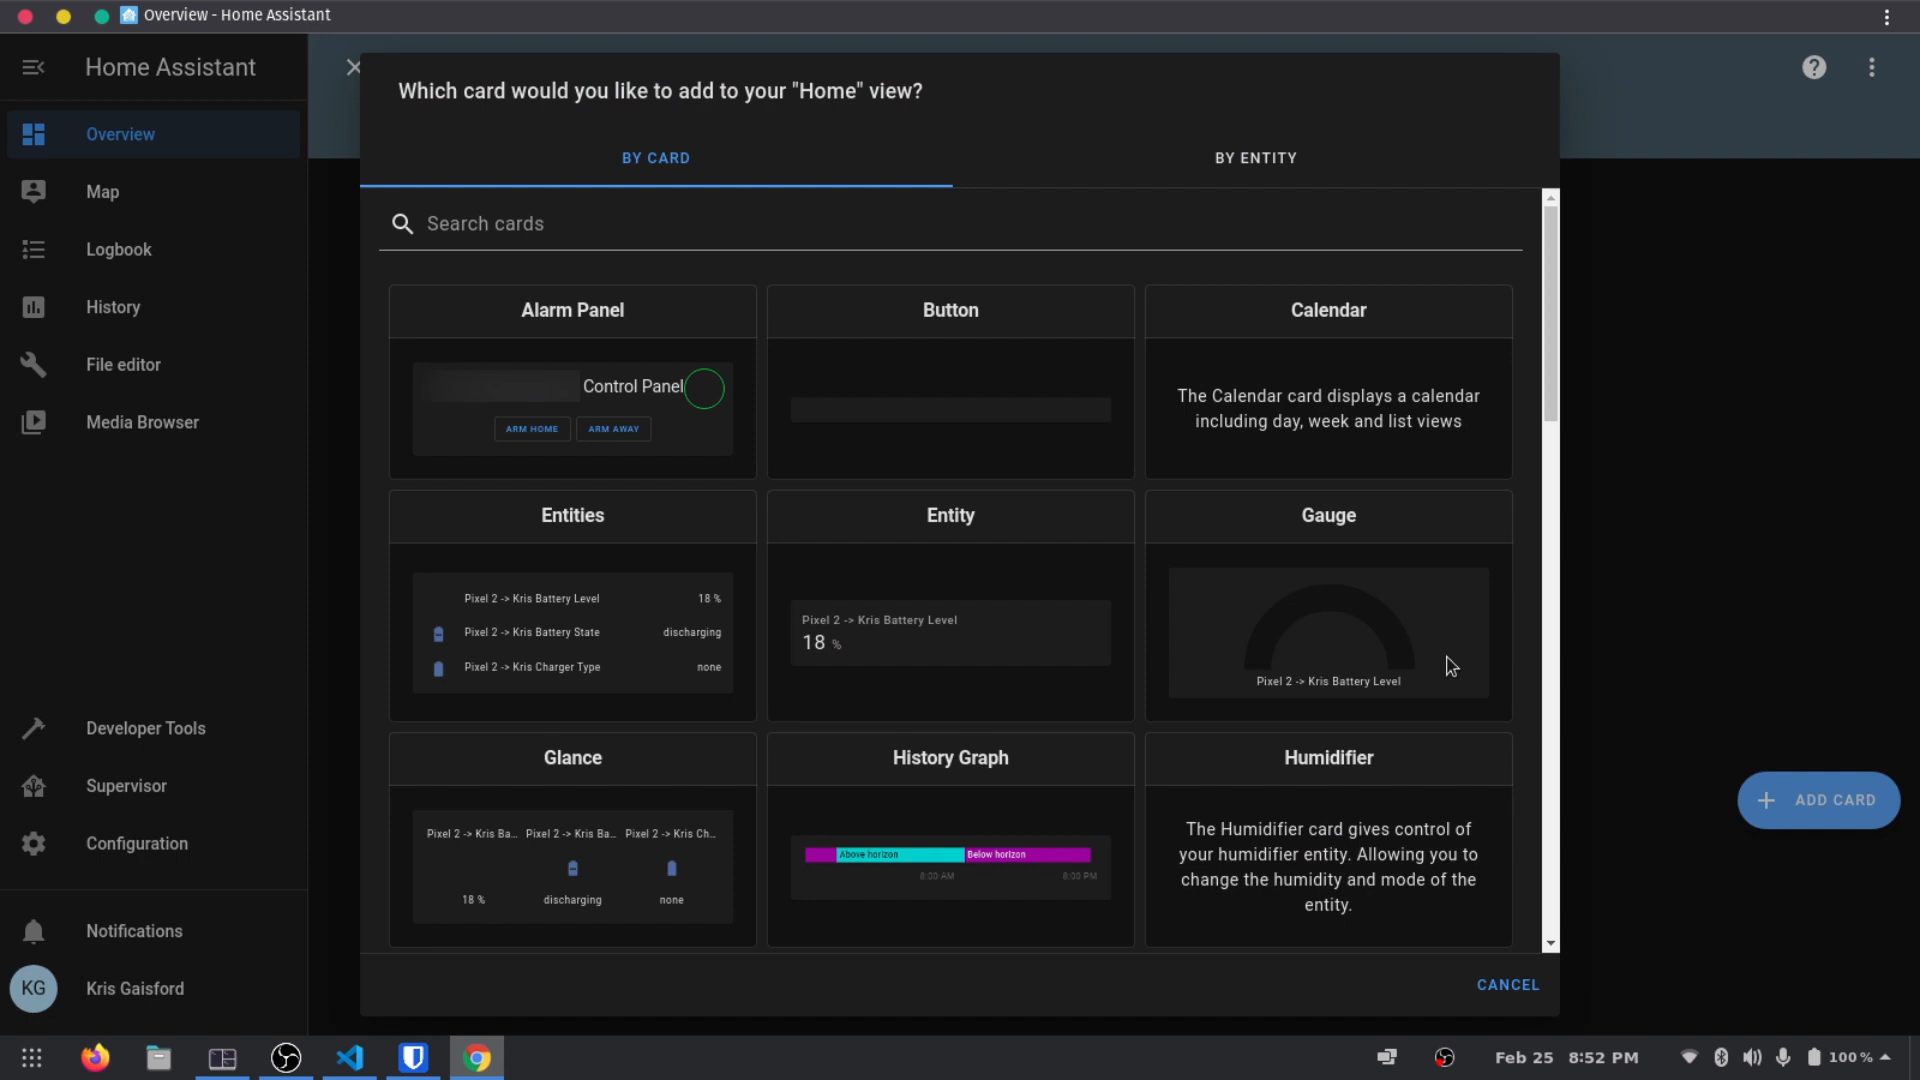 Overview - Home Assistant
Home Assistant
Overview
Map
Logbook
History
File editor
Media Browser
Developer Tools
Supervisor
Configuration
Notifications
KG
Kris Gaisford
Which card would you like to add to your "Home" view?
BY CARD
BY ENTITY
Search cards
Alarm Panel
Control Panel
ARM HOME
ARM AWAY
Button
Calendar
The Calendar card displays a calendar
including day, week and list views
Entities
Pixel 2 -> Kris Battery Level
18 %
Pixel 2 -> Kris Battery State
discharging
Pixel 2 -> Kris Charger Type
none
Entity
Pixel 2 -> Kris Battery Level
18 %
Gauge
Pixel 2 -> Kris Battery Level
Glance
Pixel 2 -> Kris Ba...
Pixel 2 -> Kris Ba...
Pixel 2 -> Kris Ch...
18 %
discharging
none
History Graph
Above horizon
Below horizon
8:00 AM
8:00 PM
Humidifier
The Humidifier card gives control of
your humidifier entity. Allowing you to
change the humidity and mode of the
entity.
CANCEL
ADD CARD
Feb 25 8:52 PM
100 %